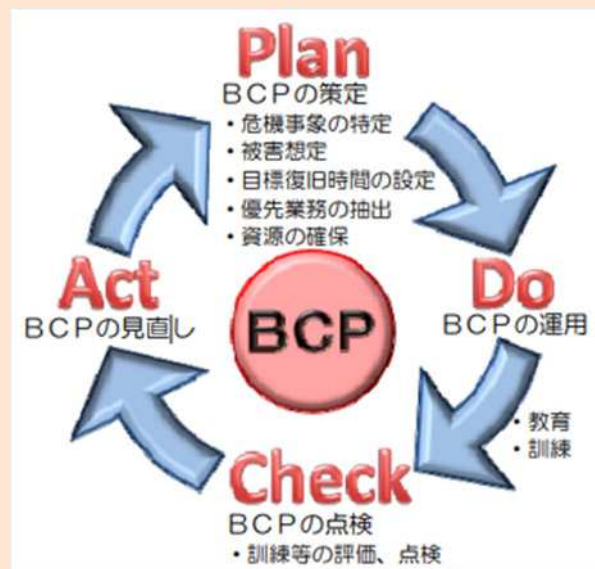 Plan
BCPの策定
・危機事象の特定
・被害想定
・目標復旧時間の設定
・優先業務の抽出
・資源の確保
Act
BCPの見直し
BCP
Do
BCPの運用
・教育
・訓練
Check
BCPの点検
・訓練等の評価、点検